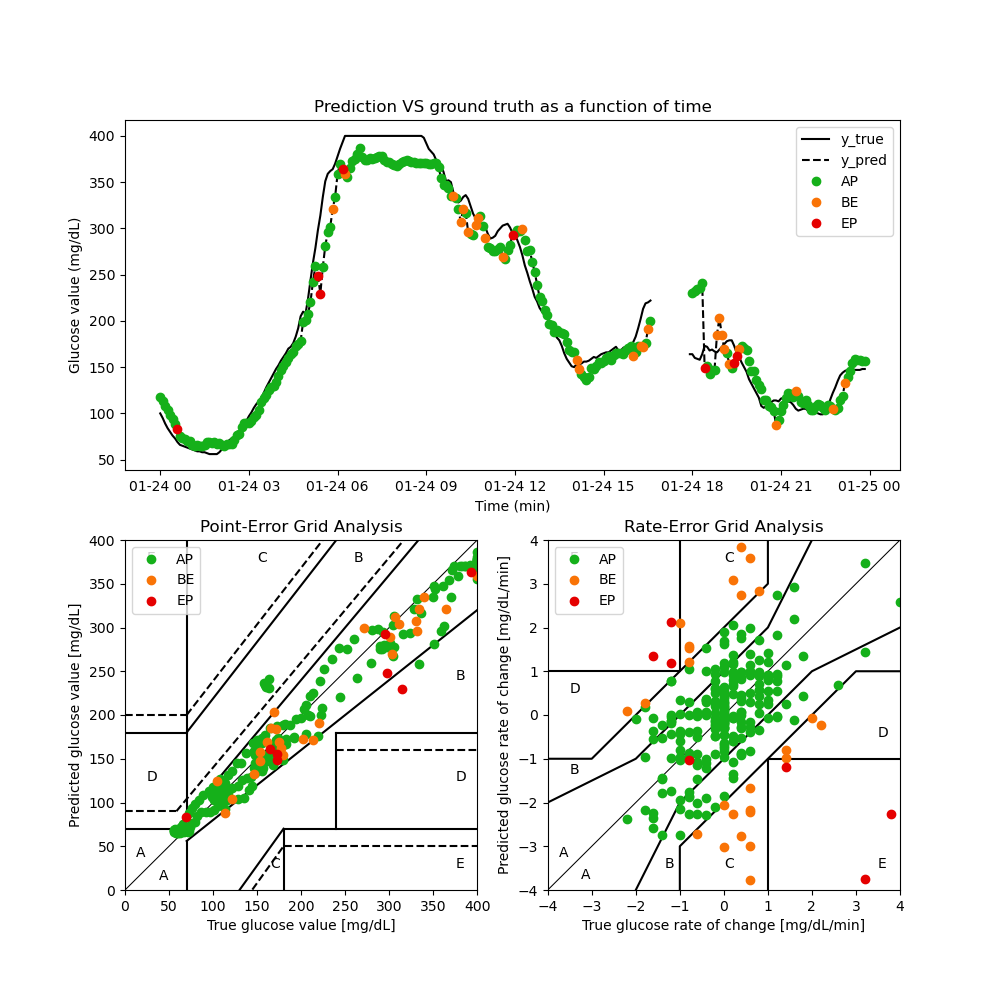 Prediction VS ground truth as a function of time
Glucose value (mg/dL)
400
350
300
250
200
150
100
50
y_true
y_pred
AP
BE
EP
01-24 00 01-24 03 01-24 06 01-24 09 01-24 12 01-24 15 01-24 18 01-24 21 01-25 00
Time (min)
Point-Error Grid Analysis
Predicted glucose value [mg/dL]
400
350
300
250
200
150
100
50
0
AP
BE
EP
C
B
B
D
D
A
A
C
E
0 50 100 150 200 250 300 350 400
True glucose value [mg/dL]
Rate-Error Grid Analysis
Predicted glucose rate of change [mg/dL/min]
4
3
2
1
0
−1
−2
−3
−4
AP
BE
EP
C
D
D
B
A
A
B
C
E
−4 −3 −2 −1 0 1 2 3 4
True glucose rate of change [mg/dL/min]